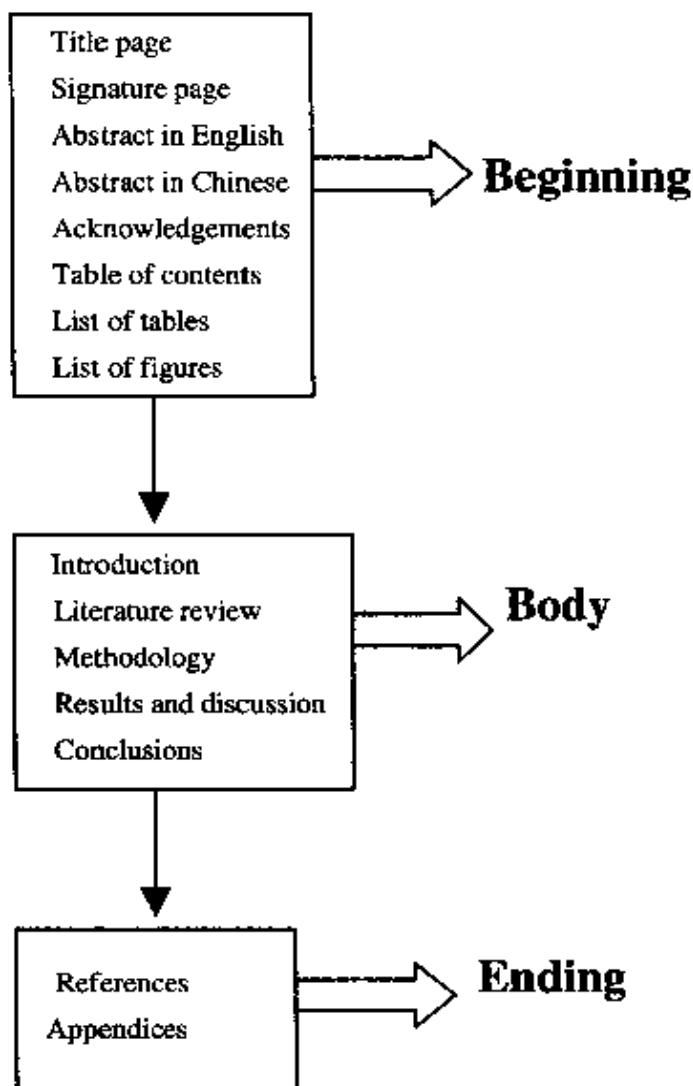 Title page
Signature page
Abstract in English
Abstract in Chinese
Acknowledgements
Table of contents
List of tables
List of figures
Beginning
Introduction
Literature review
Methodology
Results and discussion
Conclusions
Body
References
Appendices
Ending